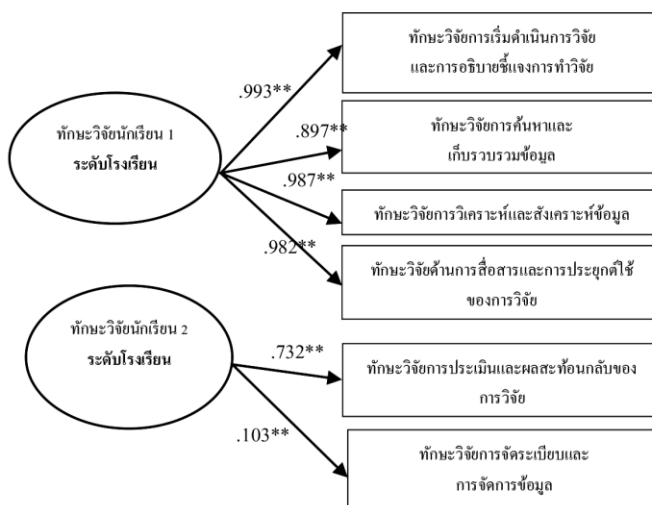 ทักษะวิจัยการเริ่มดำเนินการวิจัย
และการอธิบายชี้แจงการทำวิจัย
.993**
ทักษะวิจัยนักเรียน 1
ระดับโรงเรียน
.897**
ทักษะวิจัยการค้นหาและ
เก็บรวบรวมข้อมูล
.987**
ทักษะวิจัยการวิเคราะห์และสังเคราะห์ข้อมูล
.982**
ทักษะวิจัยด้านการสื่อสารและการประยุกต์ใช้
ของการวิจัย
ทักษะวิจัยนักเรียน 2
ระดับโรงเรียน
.732**
ทักษะวิจัยการประเมินและผลสะท้อนกลับของ
การวิจัย
.103**
ทักษะวิจัยการจัดระเบียบและ
การจัดการข้อมูล